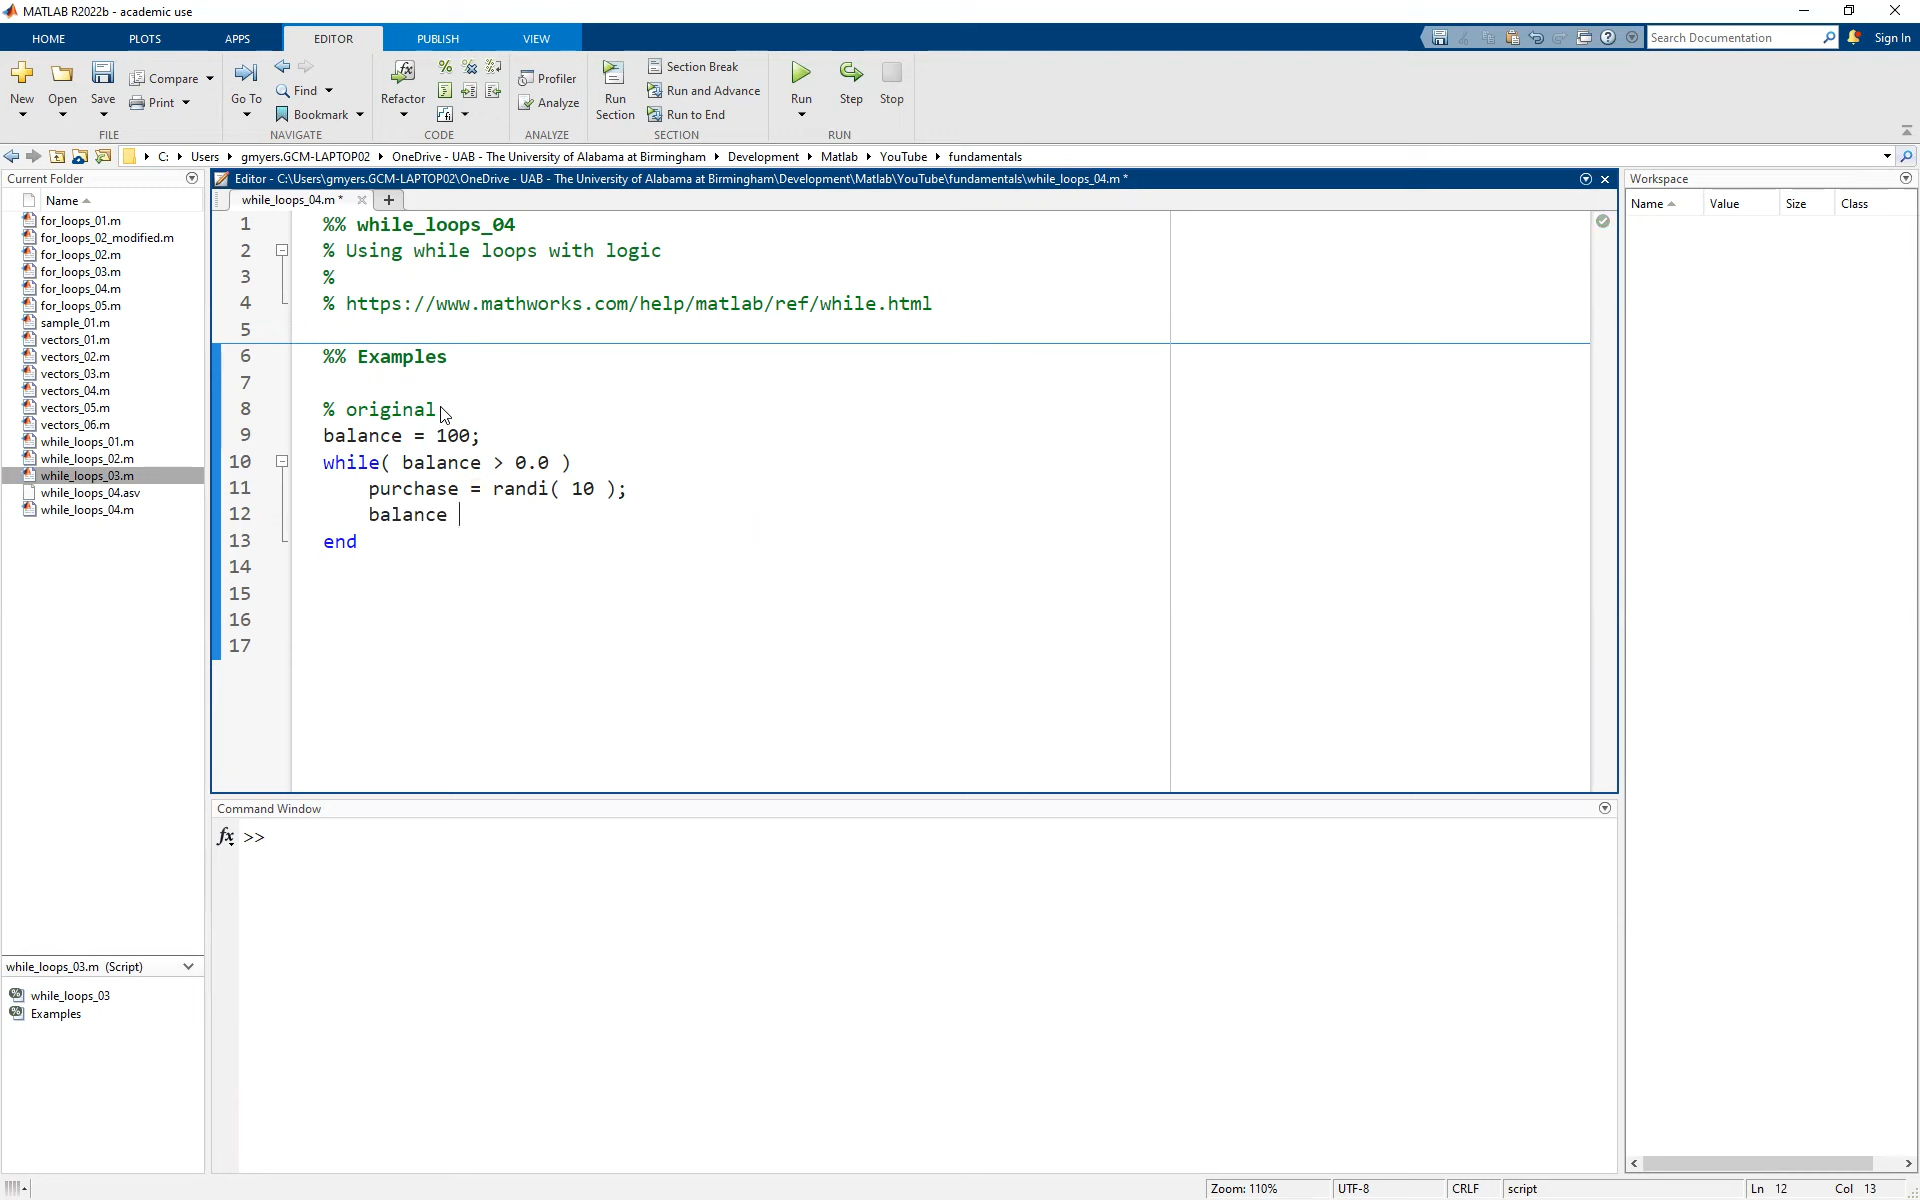 MATLAB R2022b - academic use
HOME PLOTS APPS EDITOR PUBLISH VIEW
Search Documentation
Sign In
New Open Save Compare Print
FILE
Go To Find Bookmark
NAVIGATE
Refactor
CODE
Profiler Analyze
ANALYZE
Run Section
Section Break
Run and Advance
Run to End
SECTION
Run Step Stop
RUN
C: Users gmyers.GCM-LAPTOP02 OneDrive - UAB - The University of Alabama at Birmingham Development Matlab YouTube fundamentals
Current Folder
Name
for_loops_01.m
for_loops_02_modified.m
for_loops_02.m
for_loops_03.m
for_loops_04.m
for_loops_05.m
sample_01.m
vectors_01.m
vectors_02.m
vectors_03.m
vectors_04.m
vectors_05.m
vectors_06.m
while_loops_01.m
while_loops_02.m
while_loops_03.m
while_loops_04.asv
while_loops_04.m
while_loops_03.m (Script)
while_loops_03
Examples
Editor - C:\Users\gmyers.GCM-LAPTOP02\OneDrive - UAB - The University of Alabama at Birmingham\Development\Matlab\YouTube\fundamentals\while_loops_04.m *
while_loops_04.m *
1 %% while_loops_04
2 % Using while loops with logic
3 %
4 % https://www.mathworks.com/help/matlab/ref/while.html
5
6 %% Examples
7
8 % original
9 balance = 100;
10 while( balance > 0.0 )
11 purchase = randi( 10 );
12 balance
13 end
14
15
16
17
Command Window
fx >>
Workspace
Name Value Size Class
Zoom: 110% UTF-8 CRLF script Ln 12 Col 13